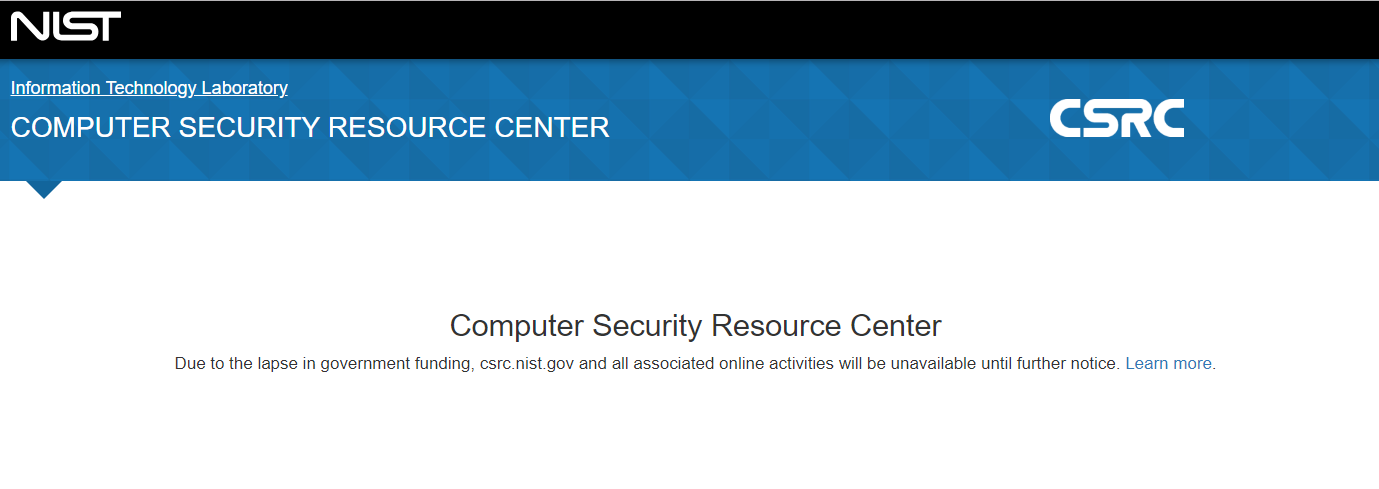 NIST
Information Technology Laboratory
COMPUTER SECURITY RESOURCE CENTER
CSRC
Computer Security Resource Center
Due to the lapse in government funding, csrc.nist.gov and all associated online activities will be unavailable until further notice. Learn more.